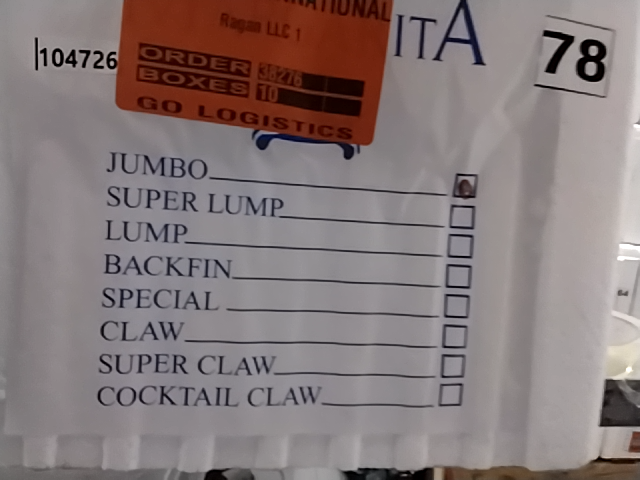 Ragan LLC 1
ITA
104726
78
ORDER 38276
BOXES 10
GO LOGISTICS
JUMBO
SUPER LUMP
LUMP
BACKFIN
SPECIAL
CLAW
SUPER CLAW
COCKTAIL CLAW
64